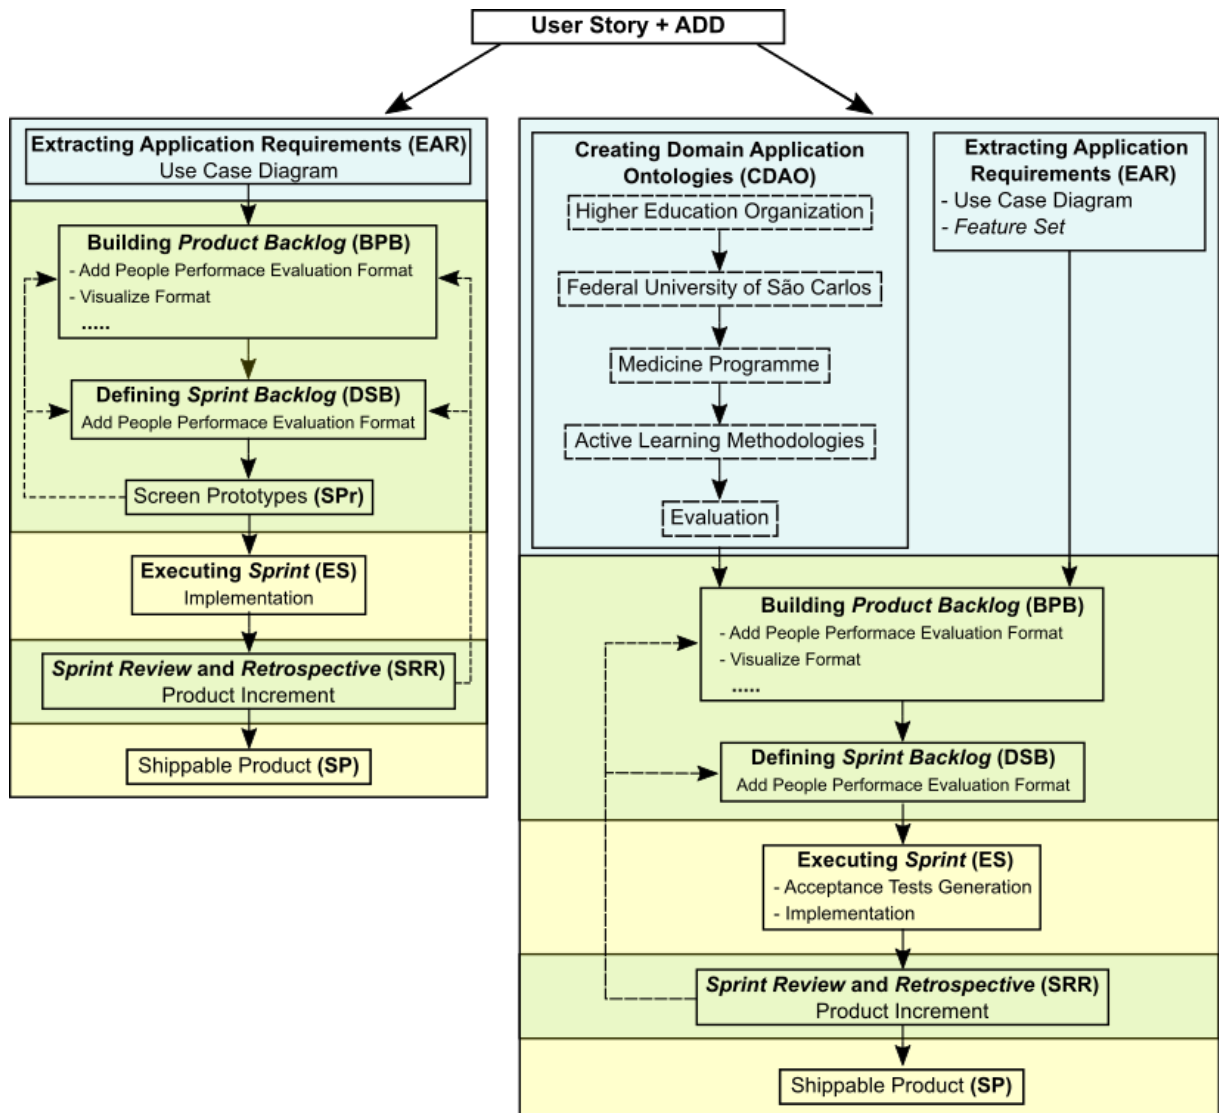 User Story + ADD
Extracting Application Requirements (EAR)
Use Case Diagram
Building Product Backlog (BPB)
- Add People Performace Evaluation Format
- Visualize Format
.....
Defining Sprint Backlog (DSB)
Add People Performace Evaluation Format
Screen Prototypes (SPr)
Executing Sprint (ES)
Implementation
Sprint Review and Retrospective (SRR)
Product Increment
Shippable Product (SP)
Creating Domain Application
Ontologies (CDAO)
Higher Education Organization
Federal University of São Carlos
Medicine Programme
Active Learning Methodologies
Evaluation
Extracting Application
Requirements (EAR)
- Use Case Diagram
- Feature Set
Building Product Backlog (BPB)
- Add People Performace Evaluation Format
- Visualize Format
.....
Defining Sprint Backlog (DSB)
Add People Performace Evaluation Format
Executing Sprint (ES)
- Acceptance Tests Generation
- Implementation
Sprint Review and Retrospective (SRR)
Product Increment
Shippable Product (SP)